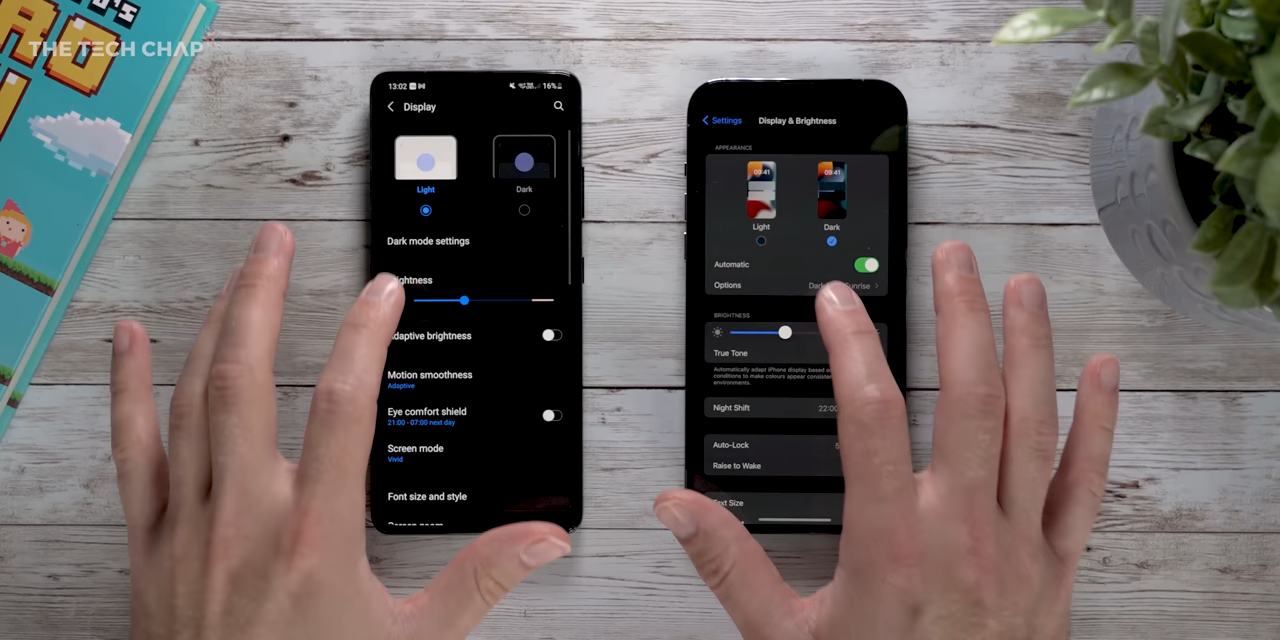 THE TECH CHAP
13:02
16%
Display
Light
Dark
Dark mode settings
ightness
daptive brightness
Motion smoothness
Adaptive
Eye comfort shield
21:00 - 07:00 next day
Screen mode
Vivid
Font size and style
Settings
Display & Brightness
APPEARANCE
09:41
09:41
Light
Dark
Automatic
Options
Dark
Sunrise
BRIGHTNESS
True Tone
Automatically adapt iPhone display based
conditions to make colours appear consisten
environments.
Night Shift
22:00
Auto-Lock
Raise to Wake
Text Size